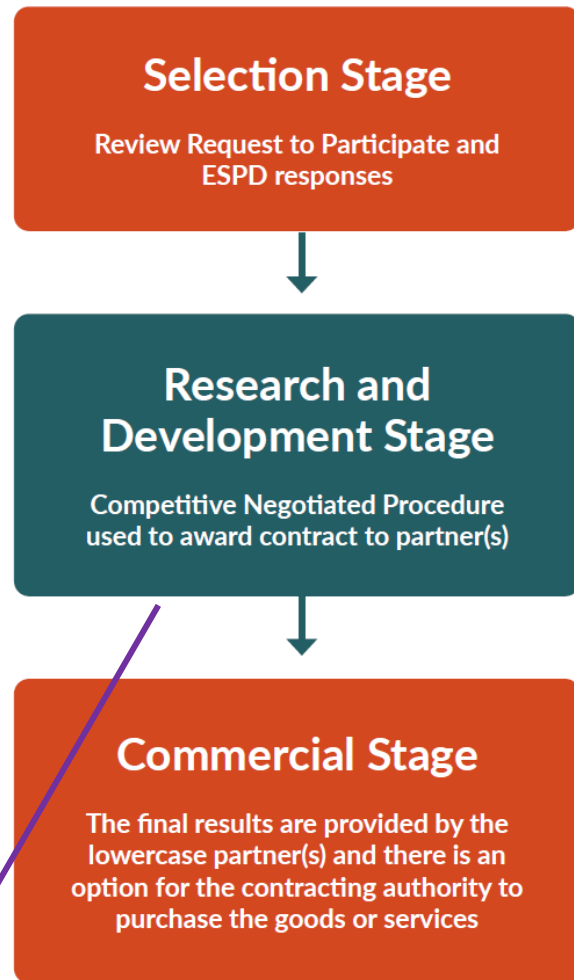 Selection Stage
Review Request to Participate and
ESPD responses
Research and
Development Stage
Competitive Negotiated Procedure
used to award contract to partner(s)
Commercial Stage
The final results are provided by the
lowercase partner(s) and there is an
option for the contracting authority to
purchase the goods or services